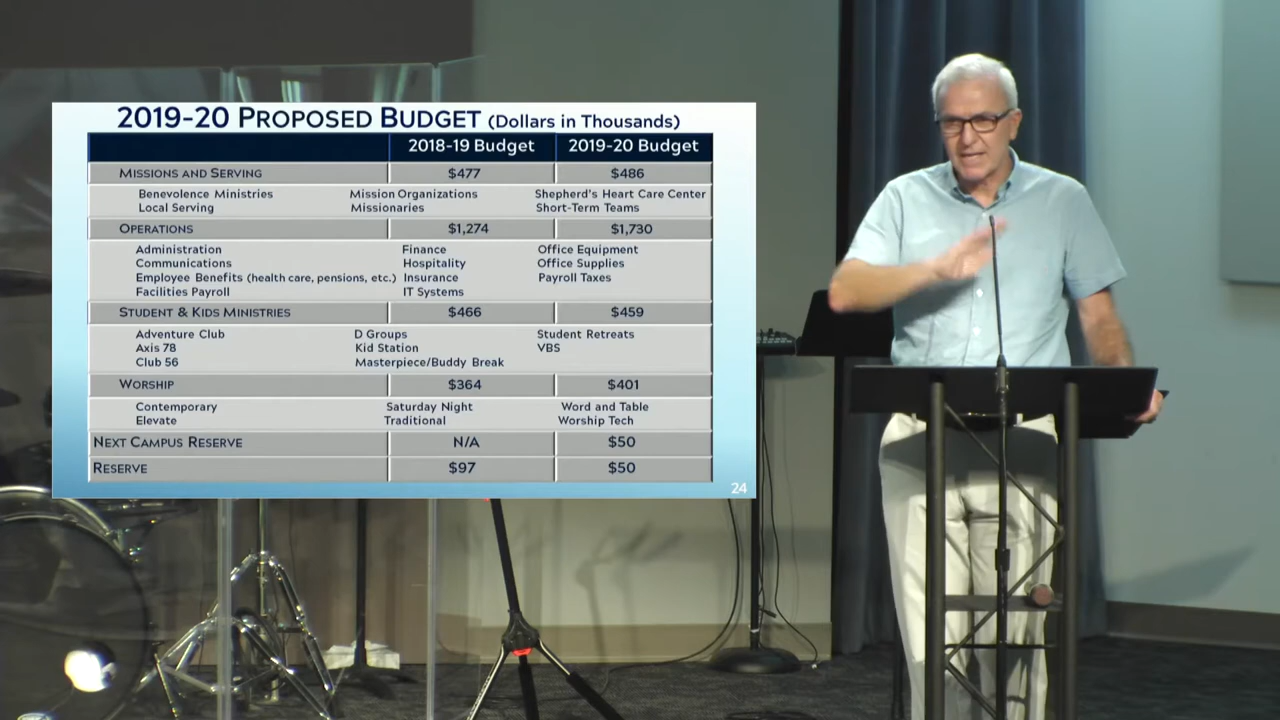 2019-20 PROPOSED BUDGET (Dollars in Thousands)
2018-19 Budget 2019-20 Budget
MISSIONS AND SERVING $477 $486
Benevolence Ministries Mission Organizations Shepherd's Heart Care Center
Local Serving Missionaries Short-Term Teams
OPERATIONS $1,274 $1,730
Administration Finance Office Equipment
Communications Hospitality Office Supplies
Employee Benefits (health care, pensions, etc.) Insurance Payroll Taxes
Facilities Payroll IT Systems
STUDENT & KIDS MINISTRIES $466 $459
Adventure Club D Groups Student Retreats
Axis 78 Kid Station VBS
Club 56 Masterpiece/Buddy Break
WORSHIP $364 $401
Contemporary Saturday Night Word and Table
Elevate Traditional Worship Tech
NEXT CAMPUS RESERVE N/A $50
RESERVE $97 $50
24